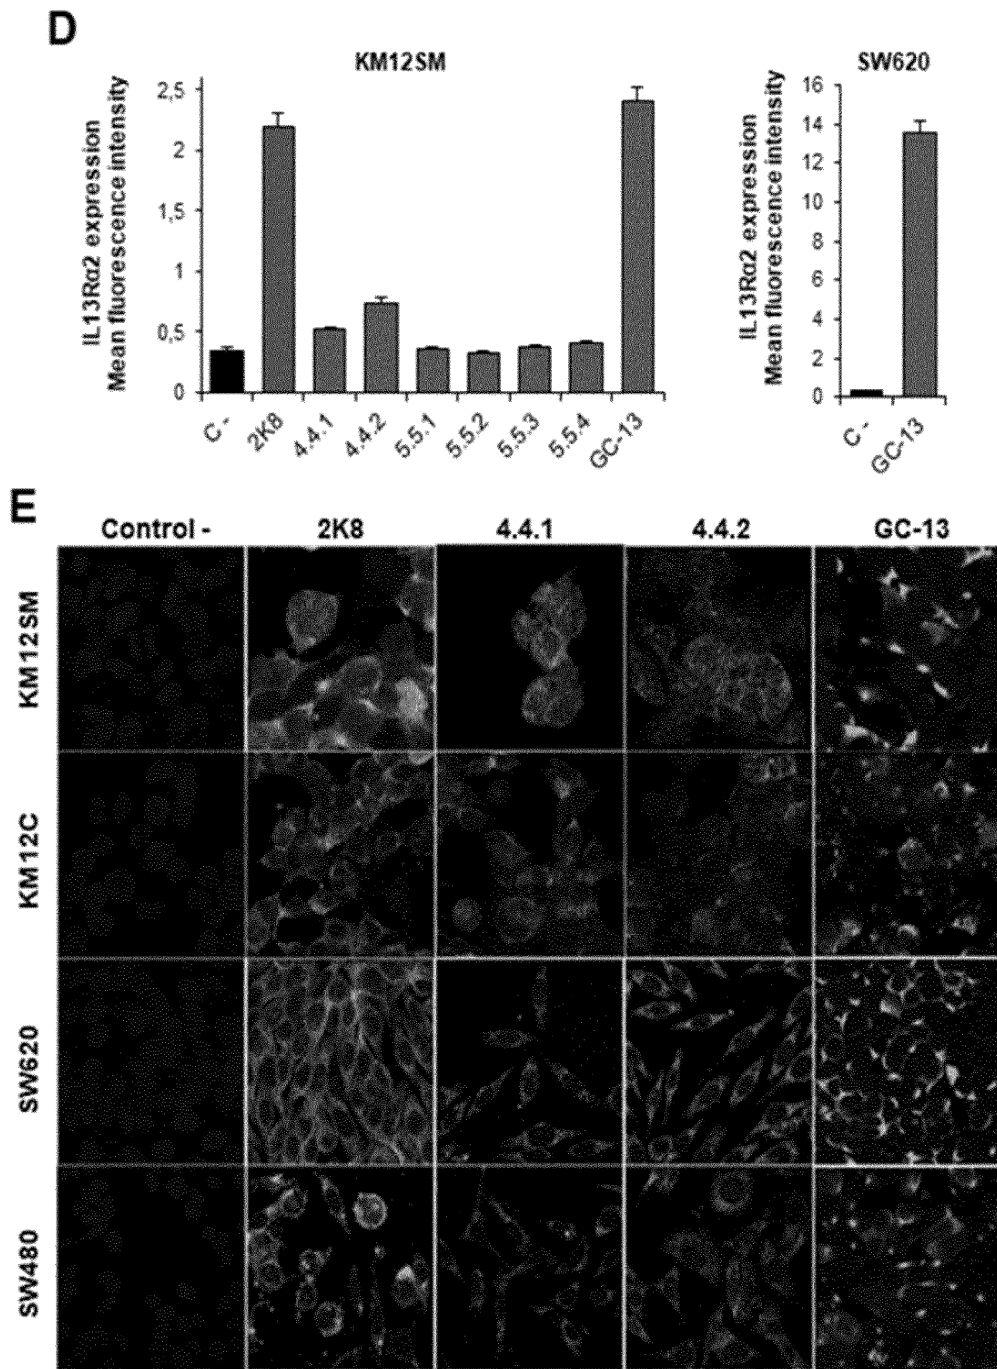 D
KM12SM
SW620
IL13Rα2 expression
Mean fluorescence intensity
2,5
2
1,5
1
0,5
0
C -
2K8
4.4.1
4.4.2
5.5.1
5.5.2
5.5.3
5.5.4
GC-13
IL13Rα2 expression
Mean fluorescence intensity
16
14
12
10
8
6
4
2
0
C -
GC-13
E
Control -
2K8
4.4.1
4.4.2
GC-13
KM12SM
KM12C
SW620
SW480